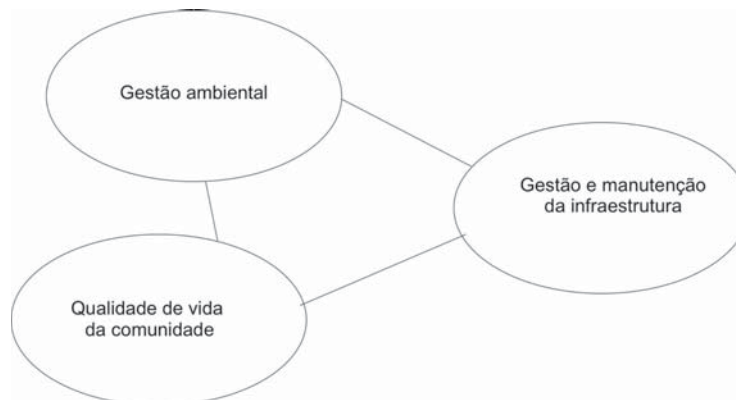 Gestão ambiental
Gestão e manutenção
da infraestrutura
Qualidade de vida
da comunidade